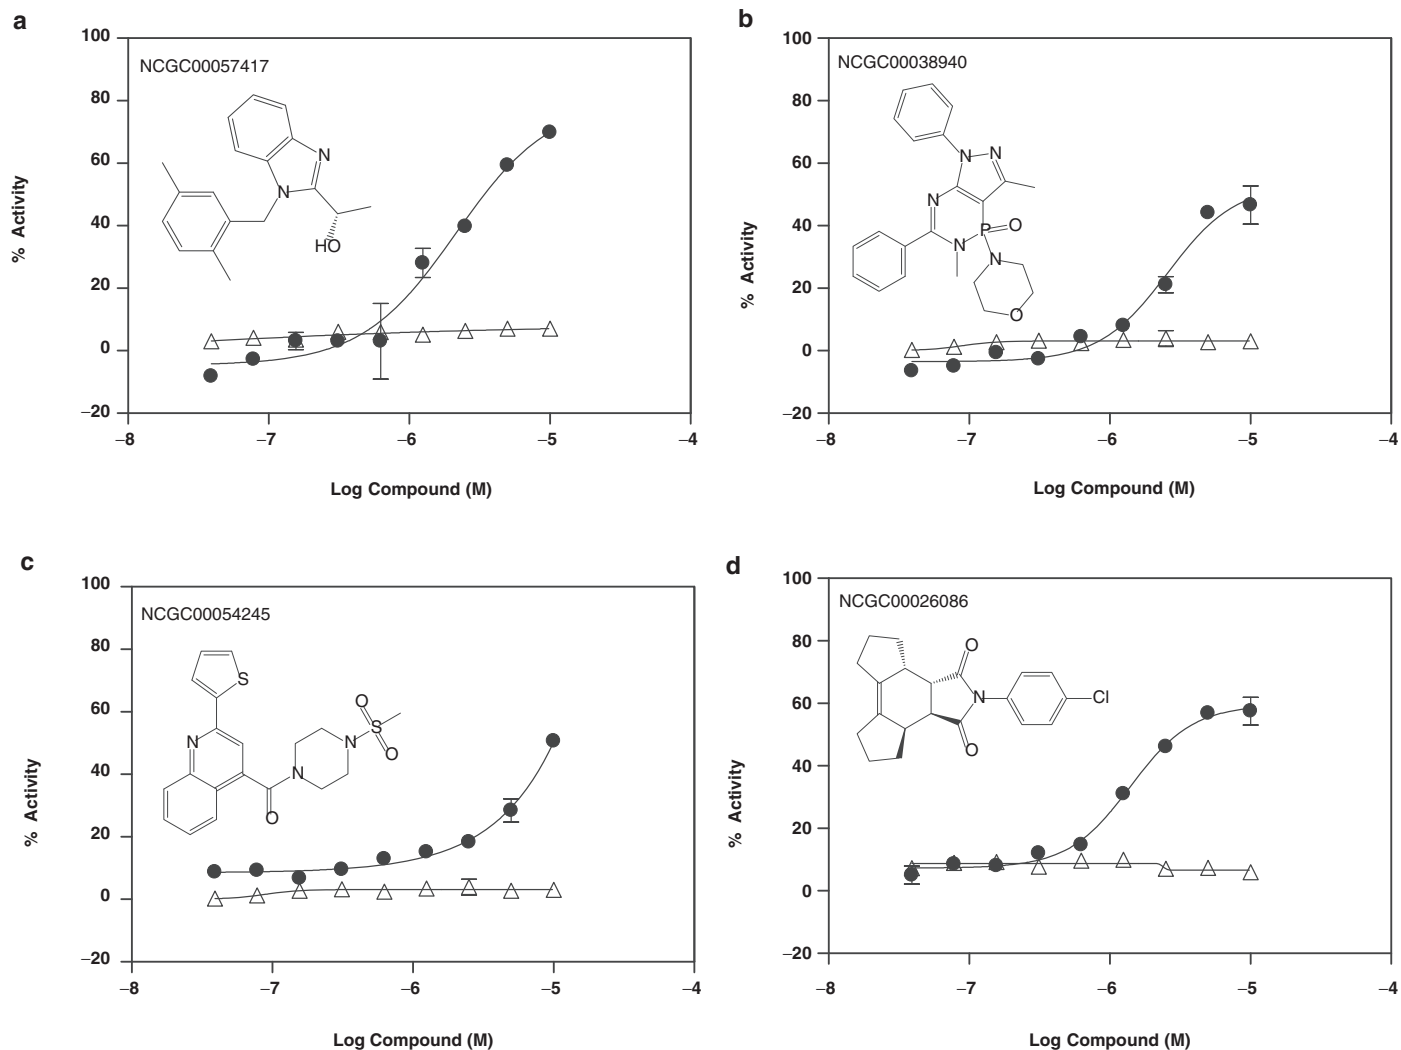 a
NCGC00057417
100
80
60
40
20
0
–20
–8
–7
–6
–5
–4
% Activity
Log Compound (M)
N
N
HO
b
NCGC00038940
100
80
60
40
20
0
–20
–8
–7
–6
–5
–4
% Activity
Log Compound (M)
N
N
N
P
O
N
N
O
c
NCGC00054245
100
80
60
40
20
0
–20
–8
–7
–6
–5
–4
% Activity
Log Compound (M)
S
O
N
N
S
O
N
O
d
NCGC00026086
100
80
60
40
20
0
–20
–8
–7
–6
–5
–4
% Activity
Log Compound (M)
O
N
Cl
O